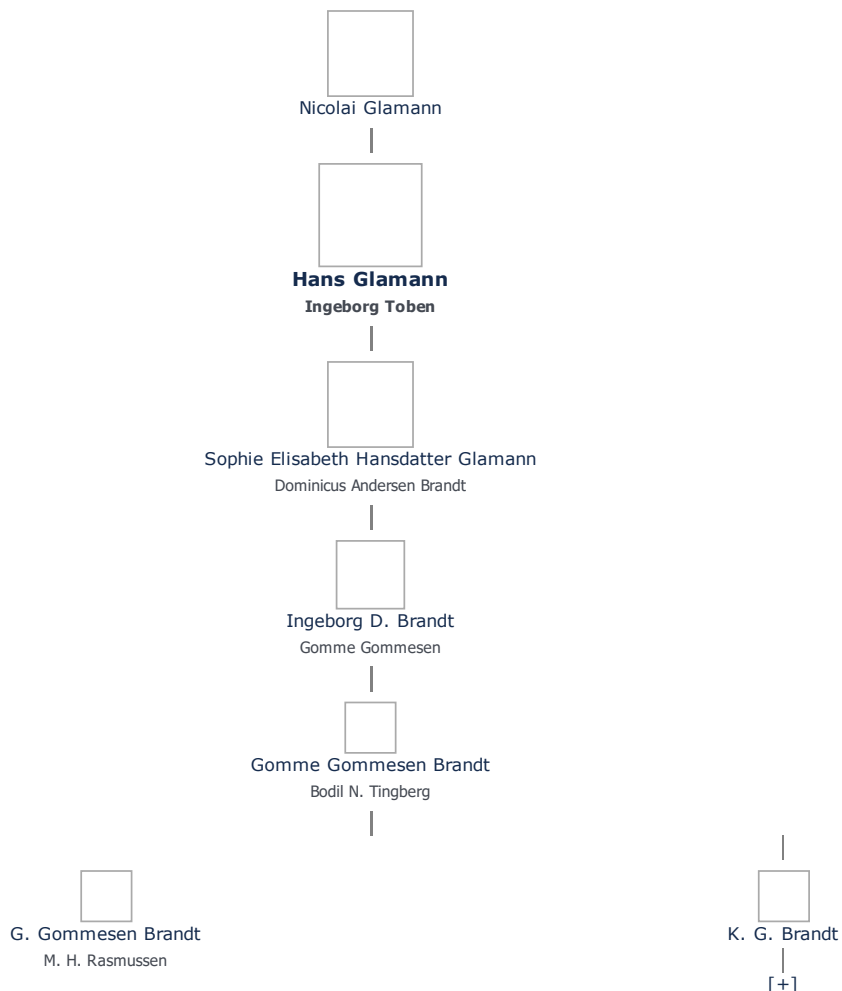 Nicolai Glamann
Hans Glamann
Ingeborg Toben
Sophie Elisabeth Hansdatter Glamann
Dominicus Andersen Brandt
Ingeborg D. Brandt
Gomme Gommesen
Gomme Gommesen Brandt
Bodil N. Tingberg
G. Gommesen Brandt
M. H. Rasmussen
K. G. Brandt
[+]